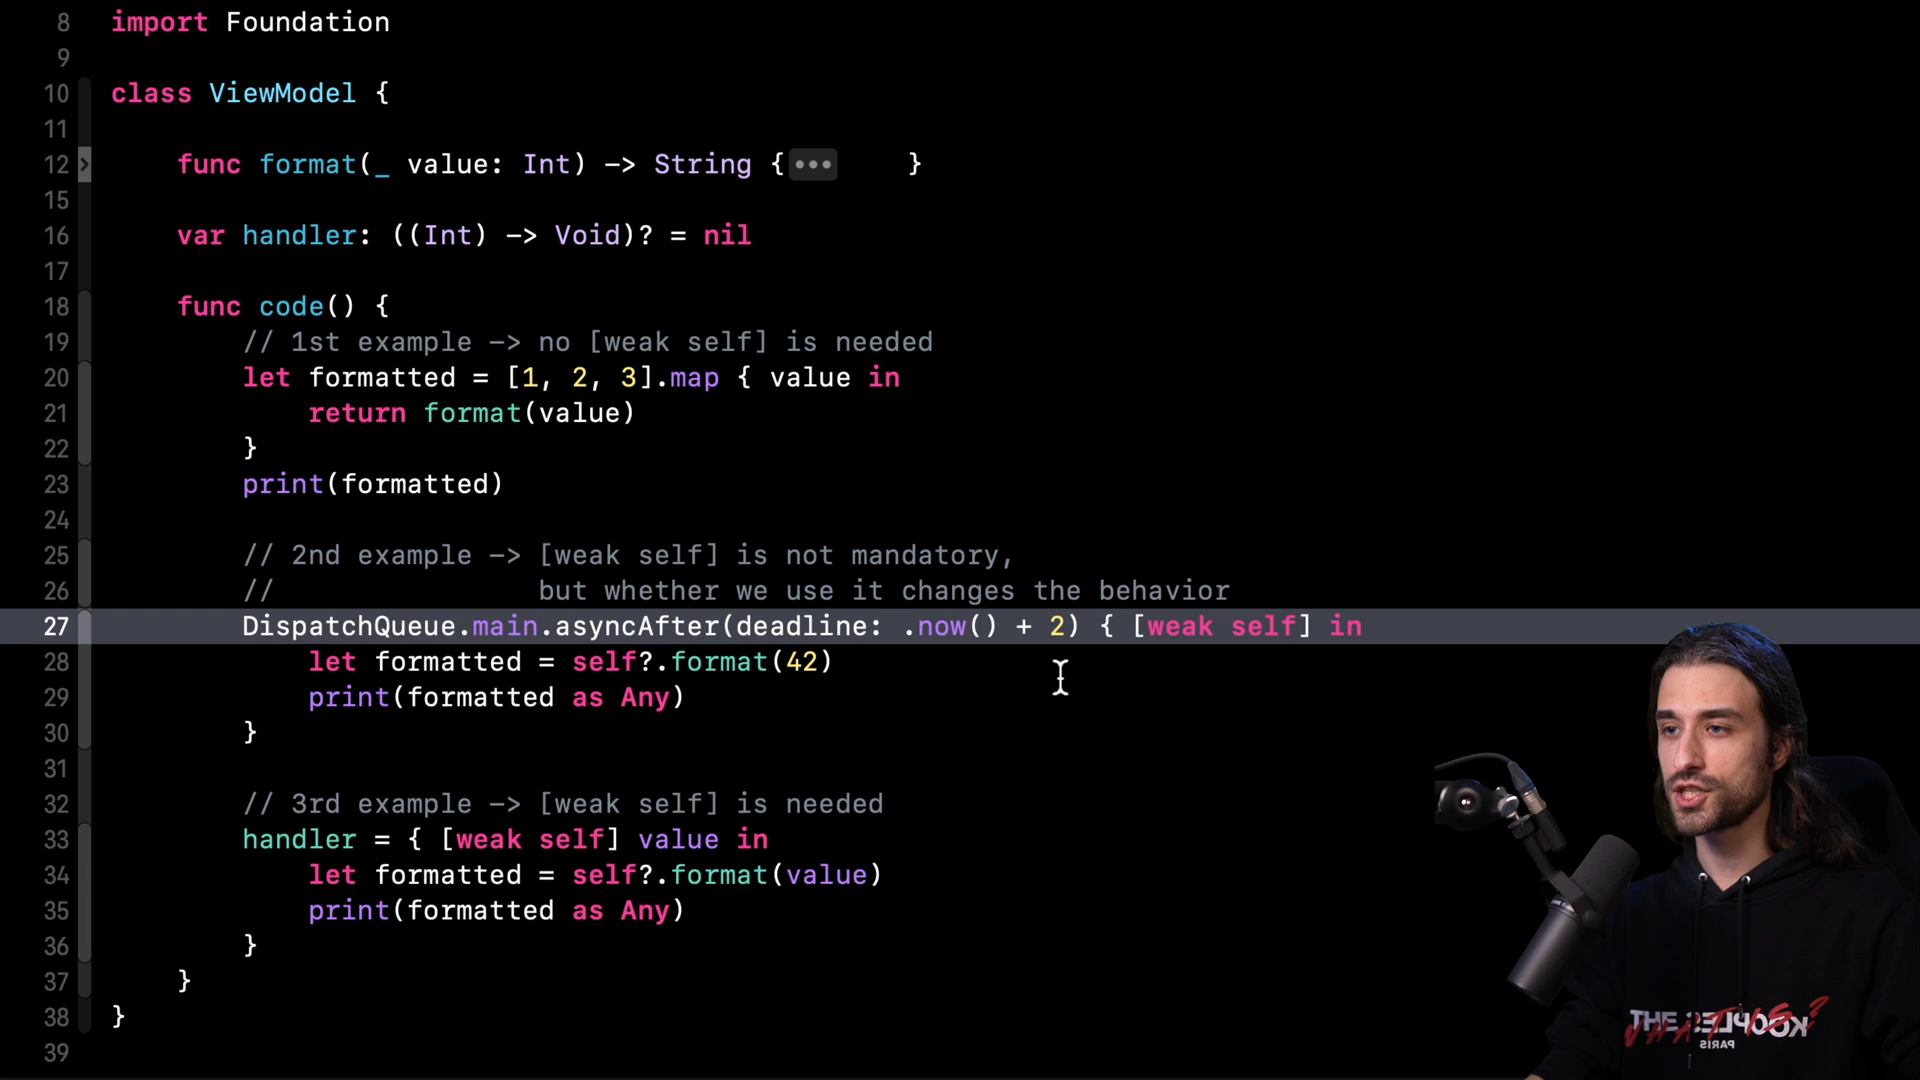 8 import Foundation
9
10 class ViewModel {
11
12 func format(_ value: Int) -> String {••• }
15
16 var handler: ((Int) -> Void)? = nil
17
18 func code() {
19 // 1st example -> no [weak self] is needed
20 let formatted = [1, 2, 3].map { value in
21 return format(value)
22 }
23 print(formatted)
24
25 // 2nd example -> [weak self] is not mandatory,
26 // but whether we use it changes the behavior
27 DispatchQueue.main.asyncAfter(deadline: .now() + 2) { [weak self] in
28 let formatted = self?.format(42)
29 print(formatted as Any)
30 }
31
32 // 3rd example -> [weak self] is needed
33 handler = { [weak self] value in
34 let formatted = self?.format(value)
35 print(formatted as Any)
36 }
37 }
38 }
39
THE KOOPLES
WHAT IS?
PARIS